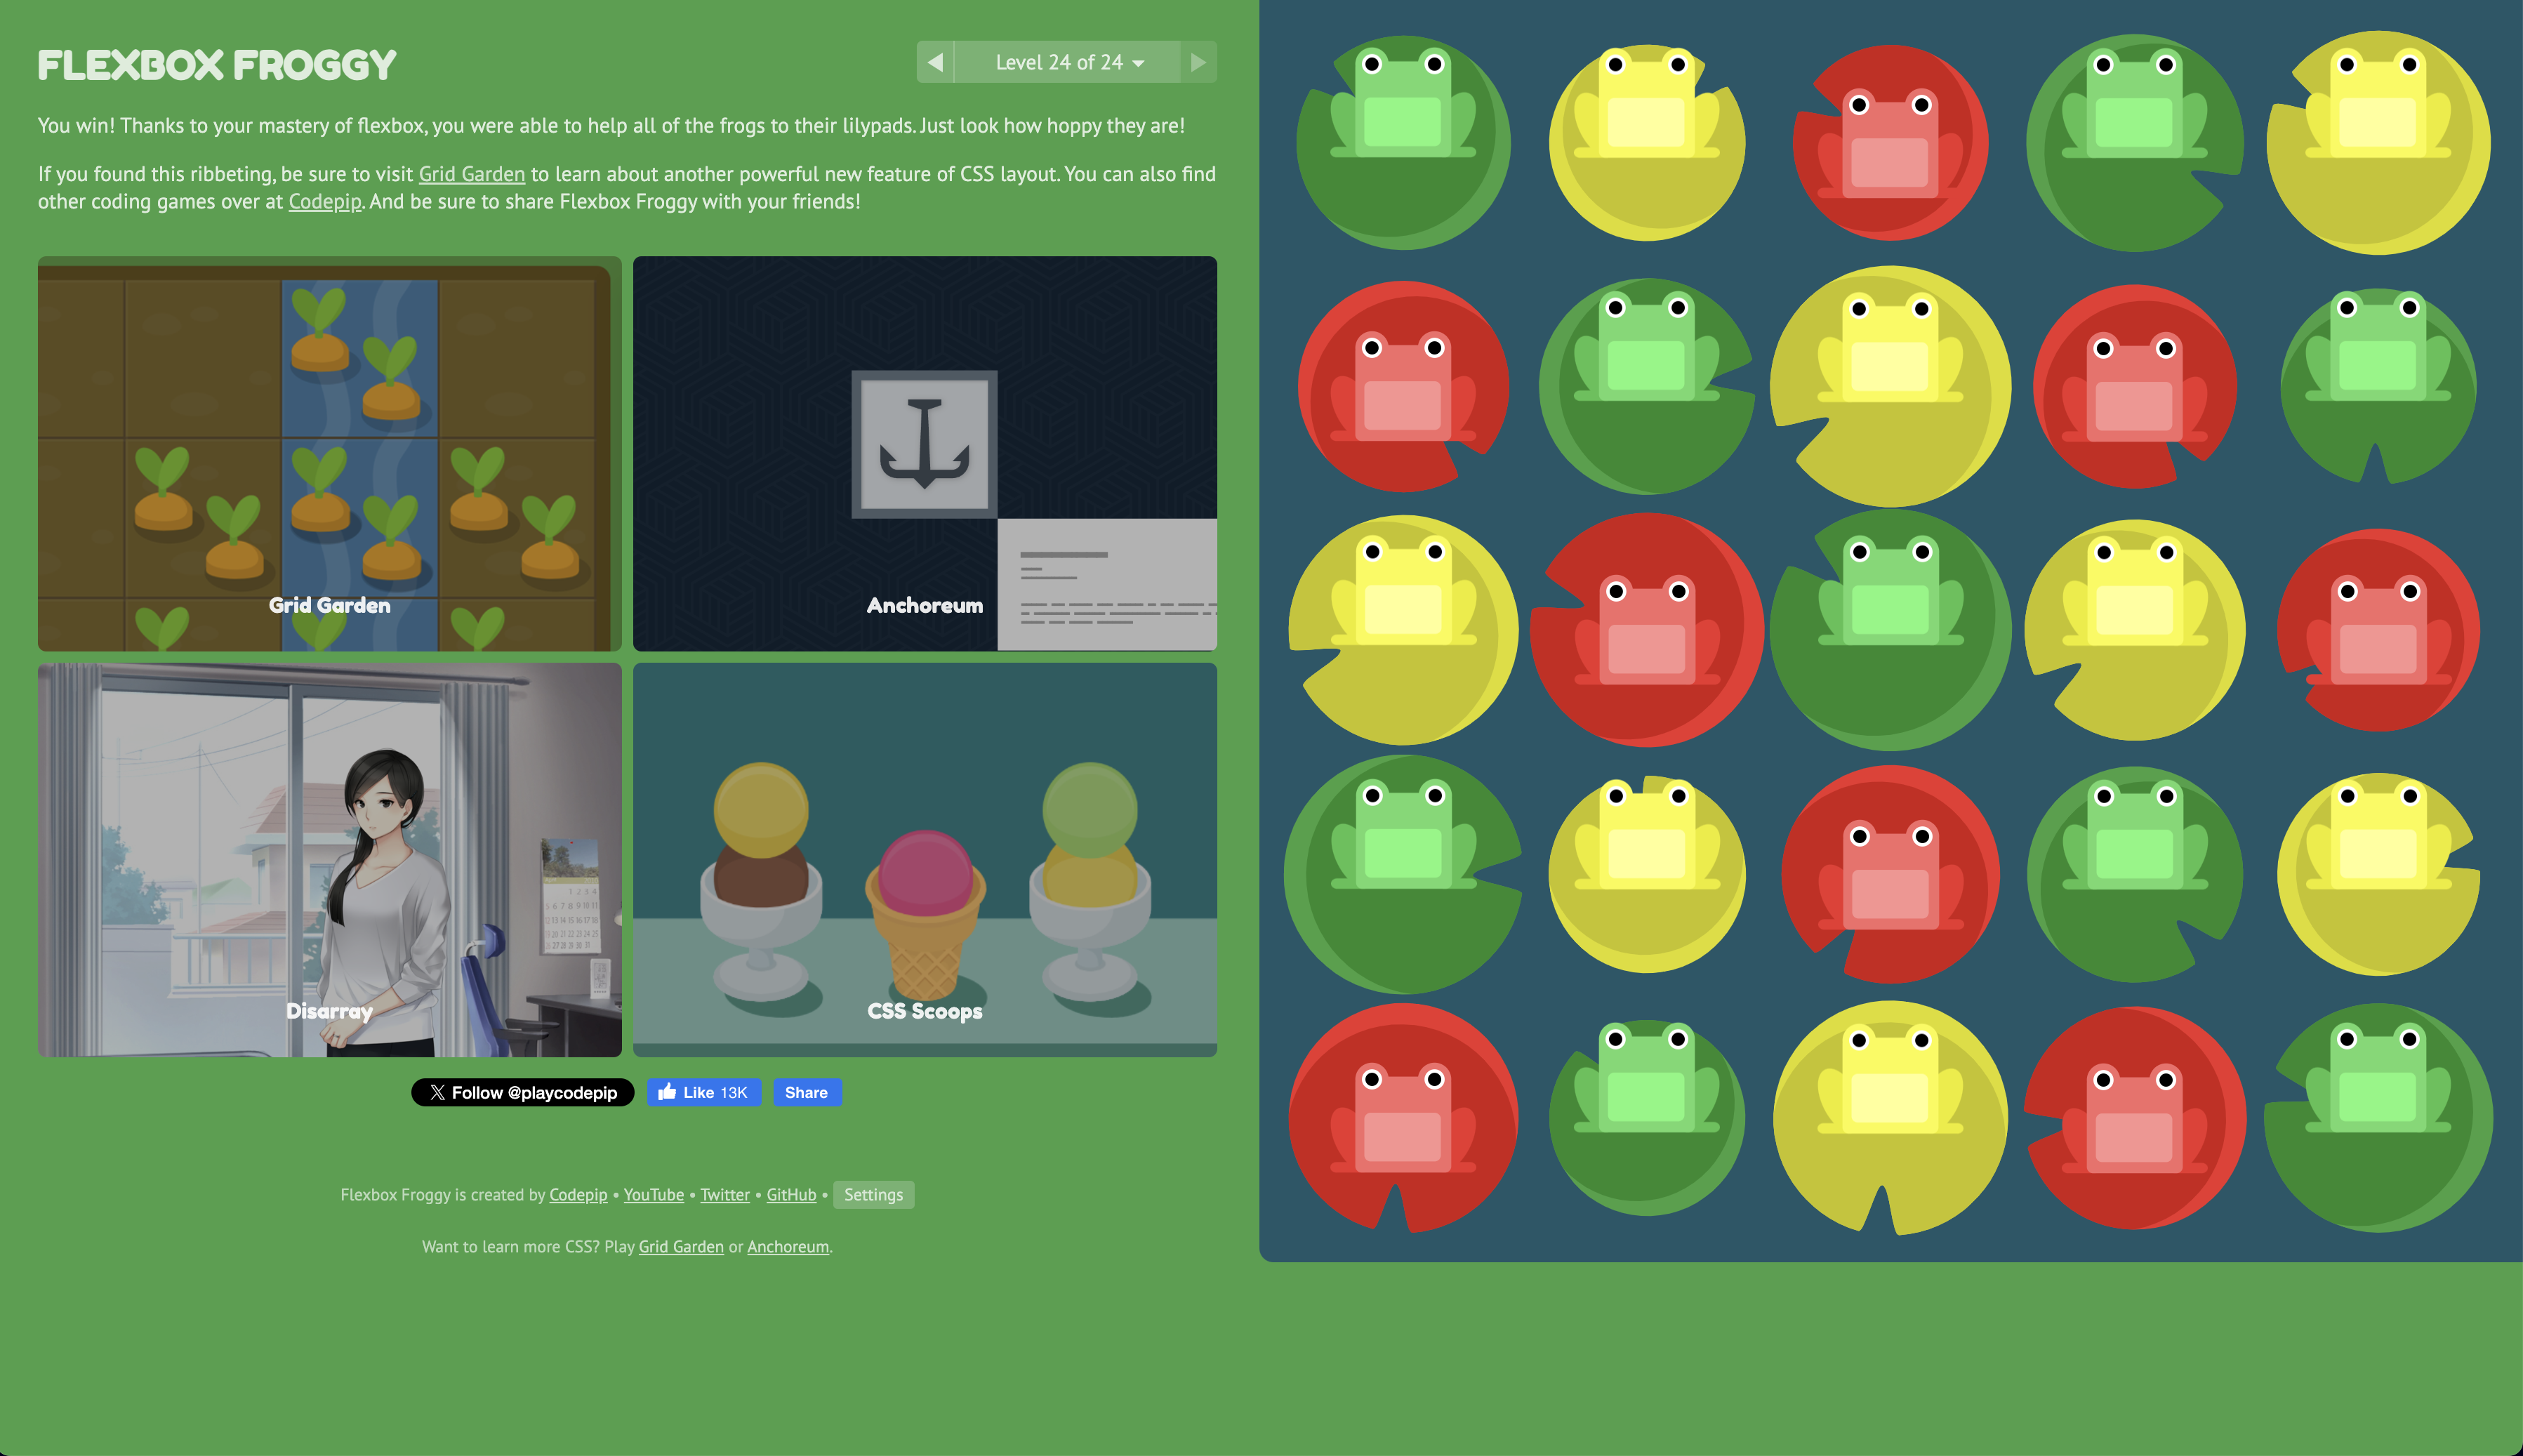 FLEXBOX FROGGY
Level 24 of 24
You win! Thanks to your mastery of flexbox, you were able to help all of the frogs to their lilypads. Just look how hoppy they are!
If you found this ribbeting, be sure to visit Grid Garden to learn about another powerful new feature of CSS layout. You can also find
other coding games over at Codepip. And be sure to share Flexbox Froggy with your friends!
Grid Garden
Anchoreum
Disarray
CSS Scoops
Follow @playcodepip
Like 13K
Share
Flexbox Froggy is created by Codepip • YouTube • Twitter • GitHub • Settings
Want to learn more CSS? Play Grid Garden or Anchoreum.